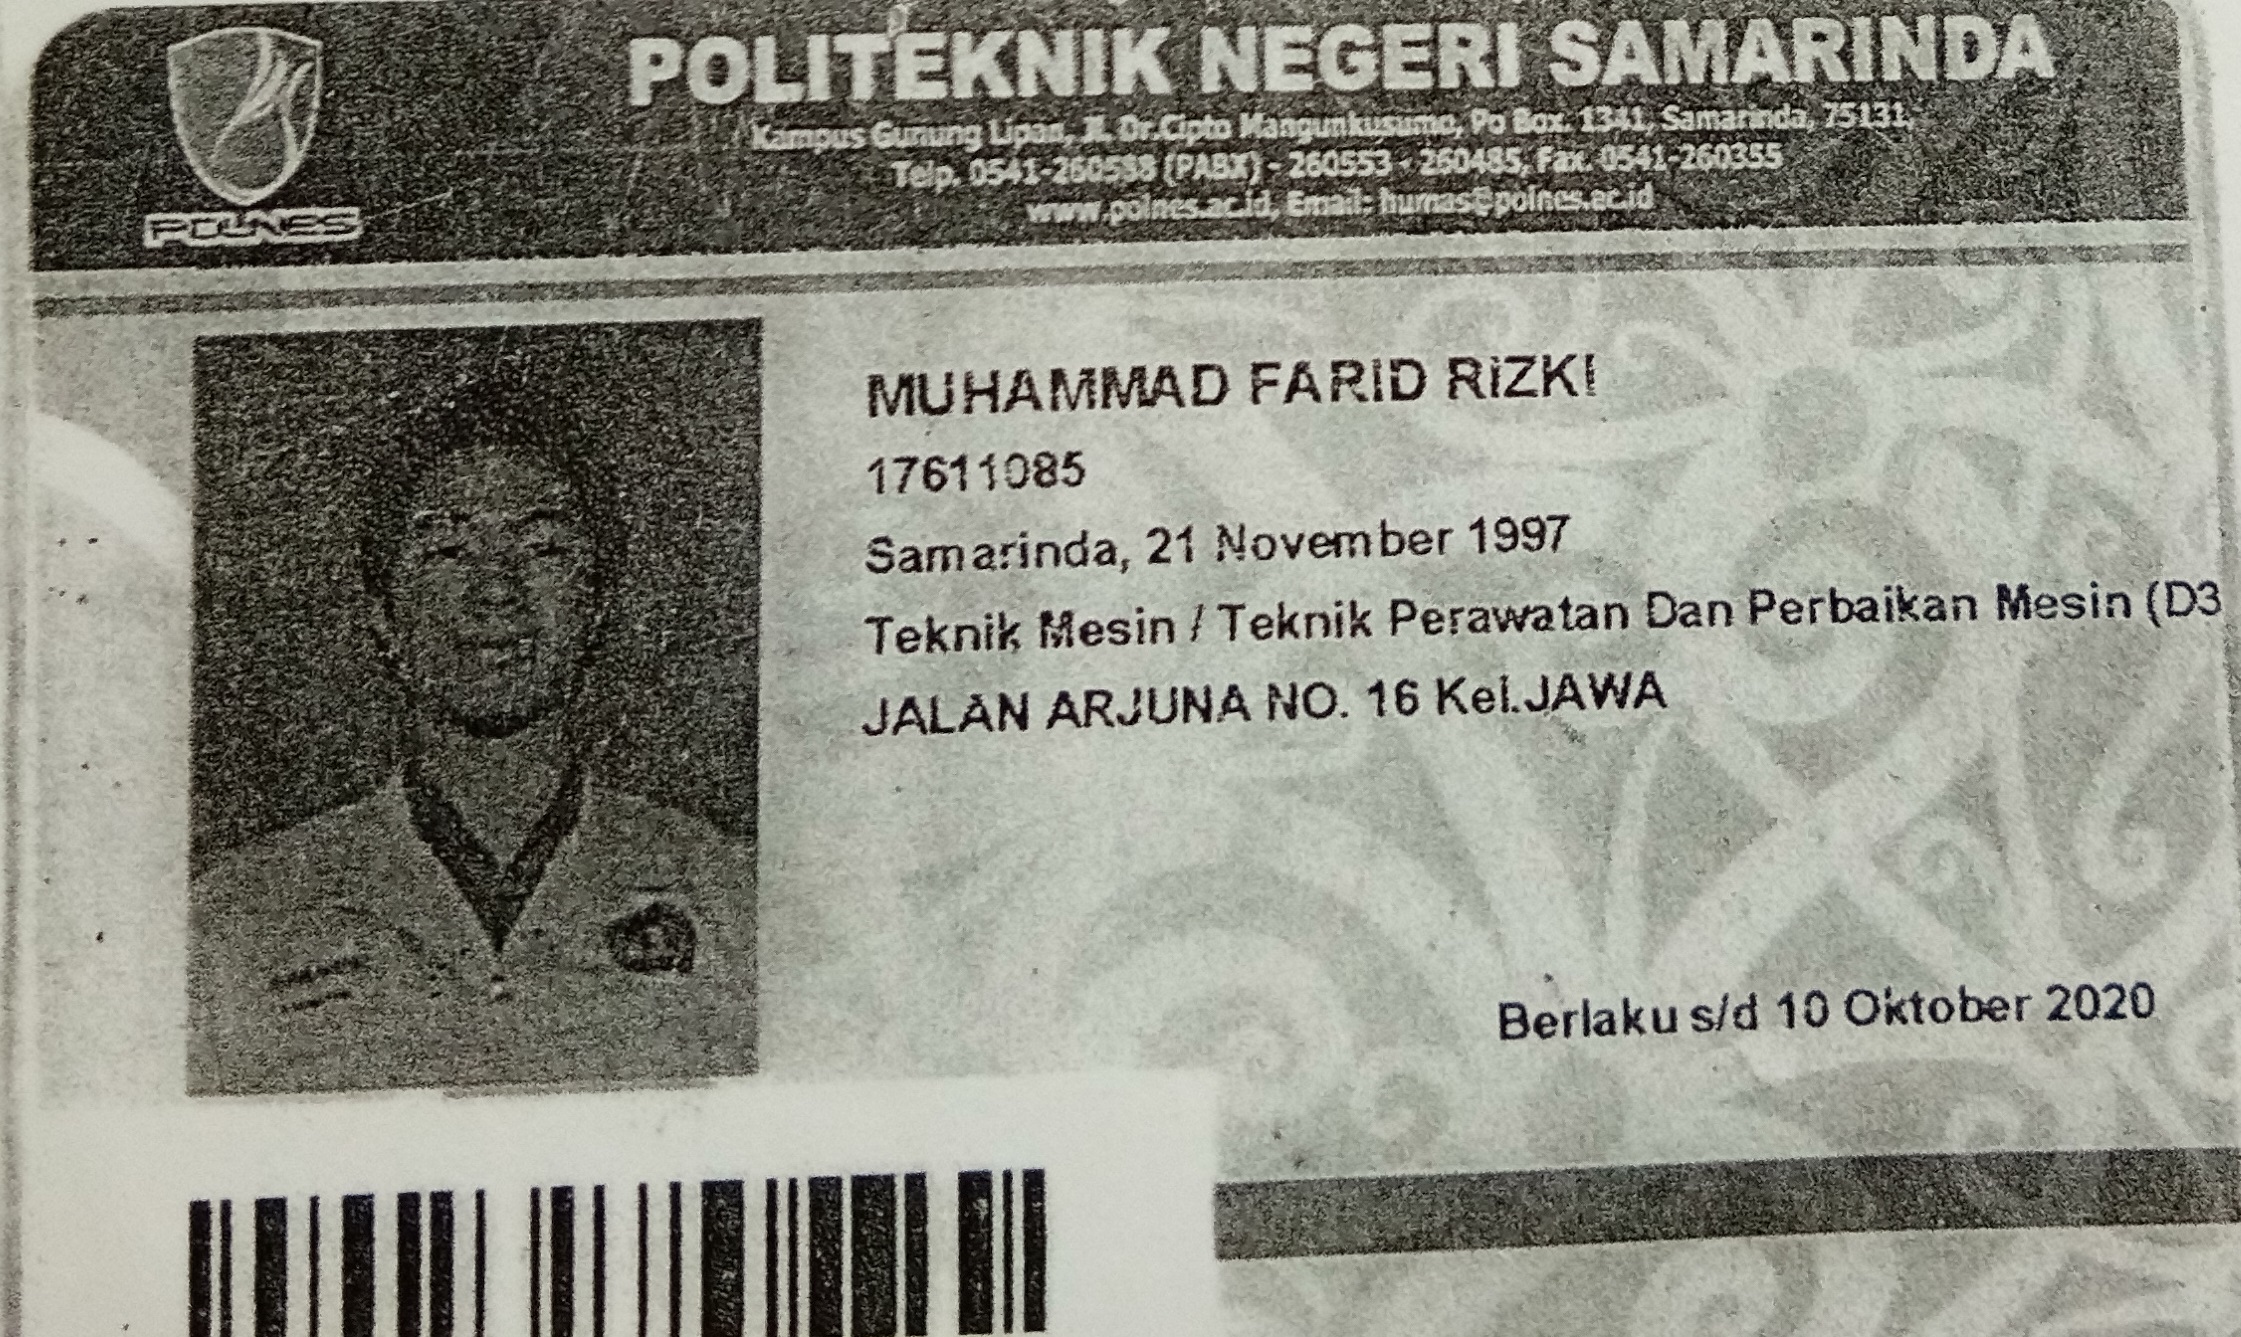 POLITEKNIK NEGERI SAMARINDA
Kampus Gunung Lipan, Jl. Dr.Cipto Mangunkusumo, Po Box. 1341, Samarinda, 75131,
Telp. 0541-260588 (PABX) - 260553 - 260485, Fax. 0541-260355
www.polnes.ac.id, Email: humas@polnes.ac.id
POLNES
MUHAMMAD FARID RiZKI
17611085
Samarinda, 21 November 1997
Teknik Mesin / Teknik Perawatan Dan Perbaikan Mesin (D3
JALAN ARJUNA NO. 16 Kel.JAWA
Berlaku s/d 10 Oktober 2020